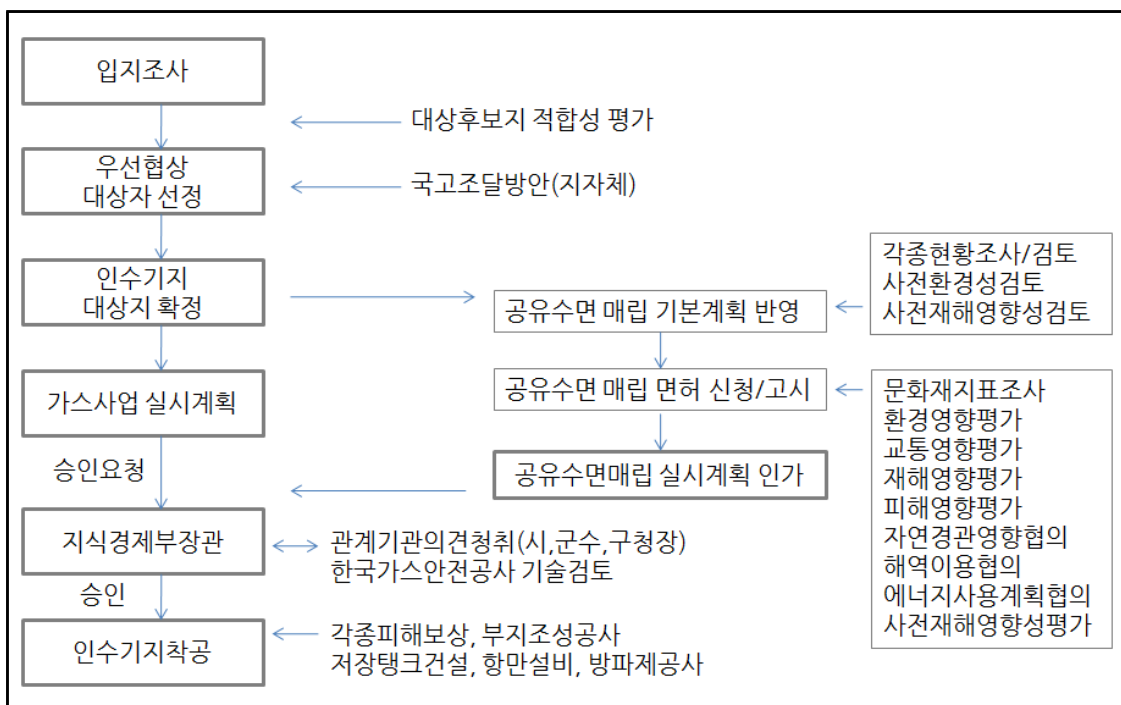 입지조사
대상후보지 적합성 평가
우선협상
대상자 선정
국고조달방안(지자체)
인수기지
대상지 확정
공유수면 매립 기본계획 반영
각종현황조사/검토
사전환경성검토
사전재해영향성검토
가스사업 실시계획
공유수면 매립 면허 신청/고시
문화재지표조사
환경영향평가
교통영향평가
재해영향평가
피해영향평가
자연경관영향협의
해역이용협의
에너지사용계획협의
사전재해영향성평가
승인요청
공유수면매립 실시계획 인가
지식경제부장관
관계기관의견청취(시,군수,구청장)
한국가스안전공사 기술검토
승인
인수기지착공
각종피해보상, 부지조성공사
저장탱크건설, 항만설비, 방파제공사